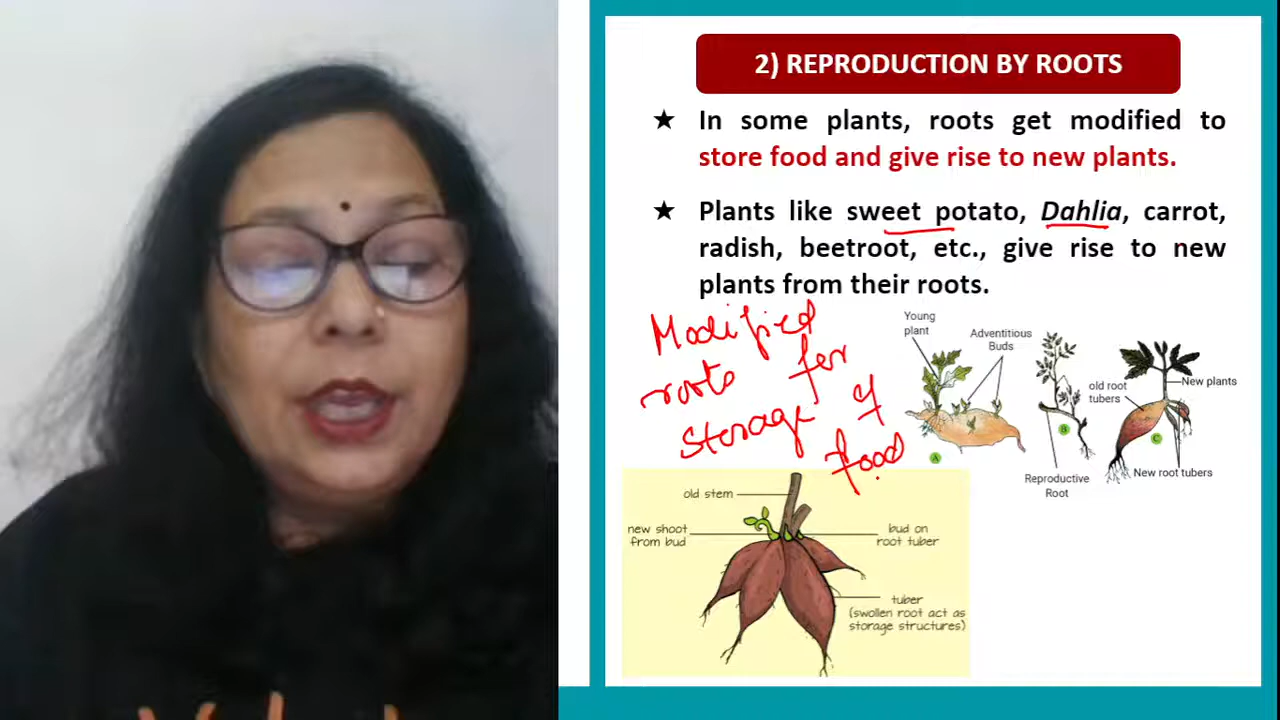 2) REPRODUCTION BY ROOTS
★ In some plants, roots get modified to
store food and give rise to new plants.
★ Plants like sweet potato, Dahlia, carrot,
radish, beetroot, etc., give rise to new
plants from their roots.
Modified
roots for
storage of
food
Young
plant
Adventitious
Buds
A
Reproductive
Root
B
old root
tubers
New plants
C
New root tubers
old stem
new shoot
from bud
bud on
root tuber
tuber
(swollen root act as
storage structures)